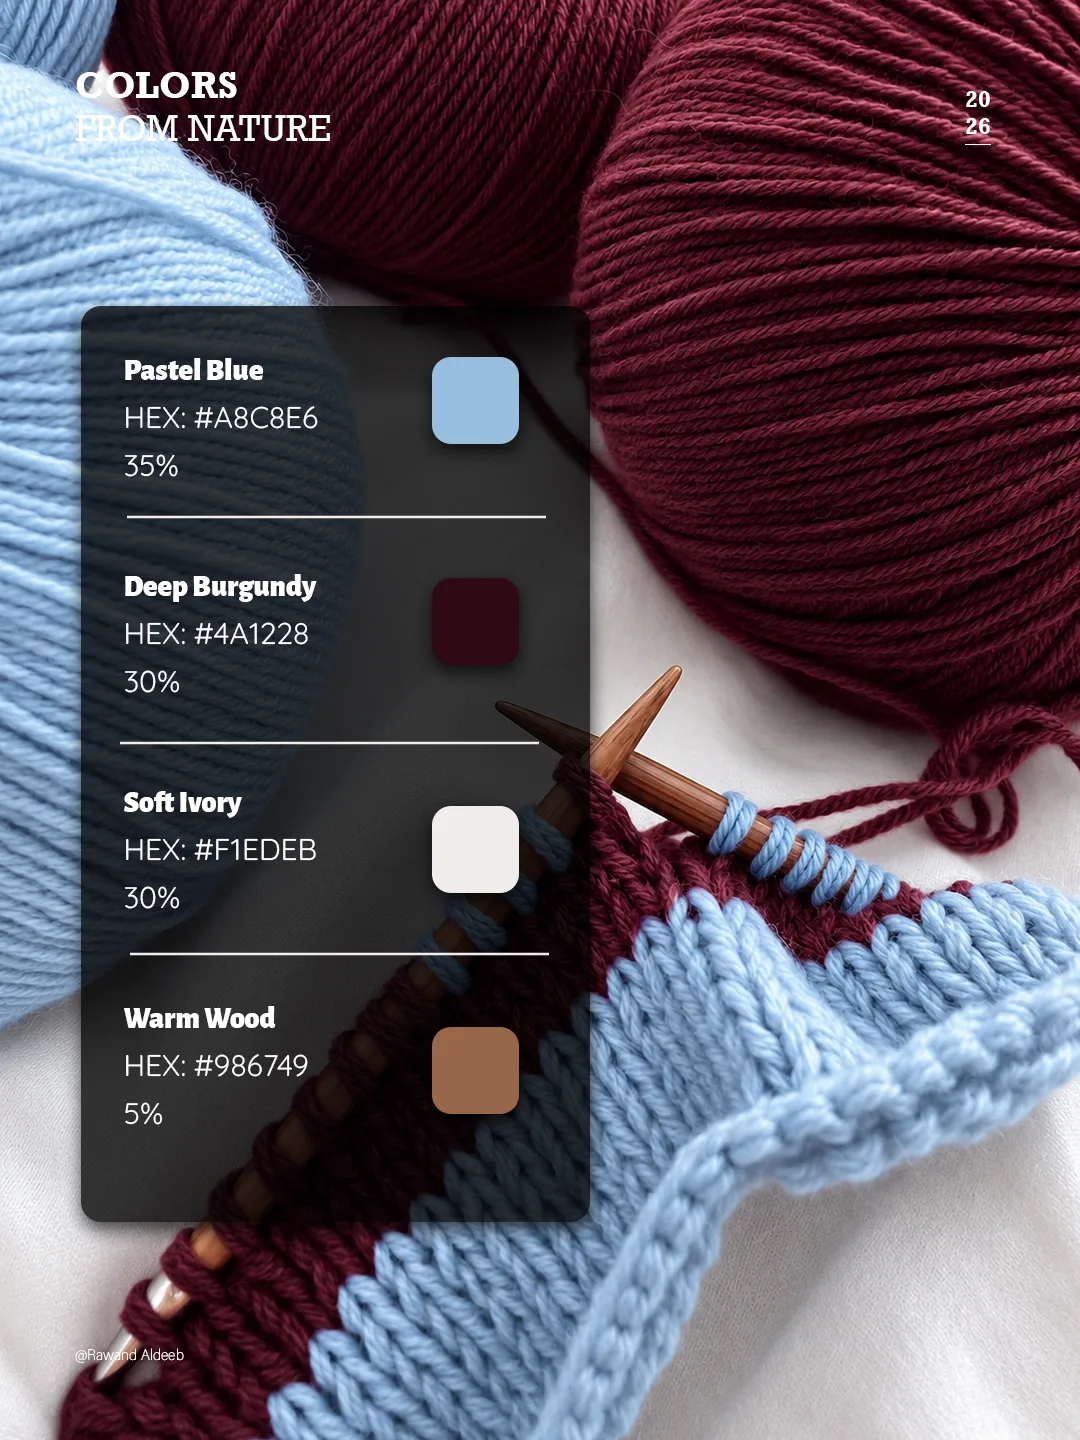 COLORS
FROM NATURE
20
26
Pastel Blue
HEX: #A8C8E6
35%
Deep Burgundy
HEX: #4A1228
30%
Soft Ivory
HEX: #F1EDEB
30%
Warm Wood
HEX: #986749
5%
@Rawand Aldeeb